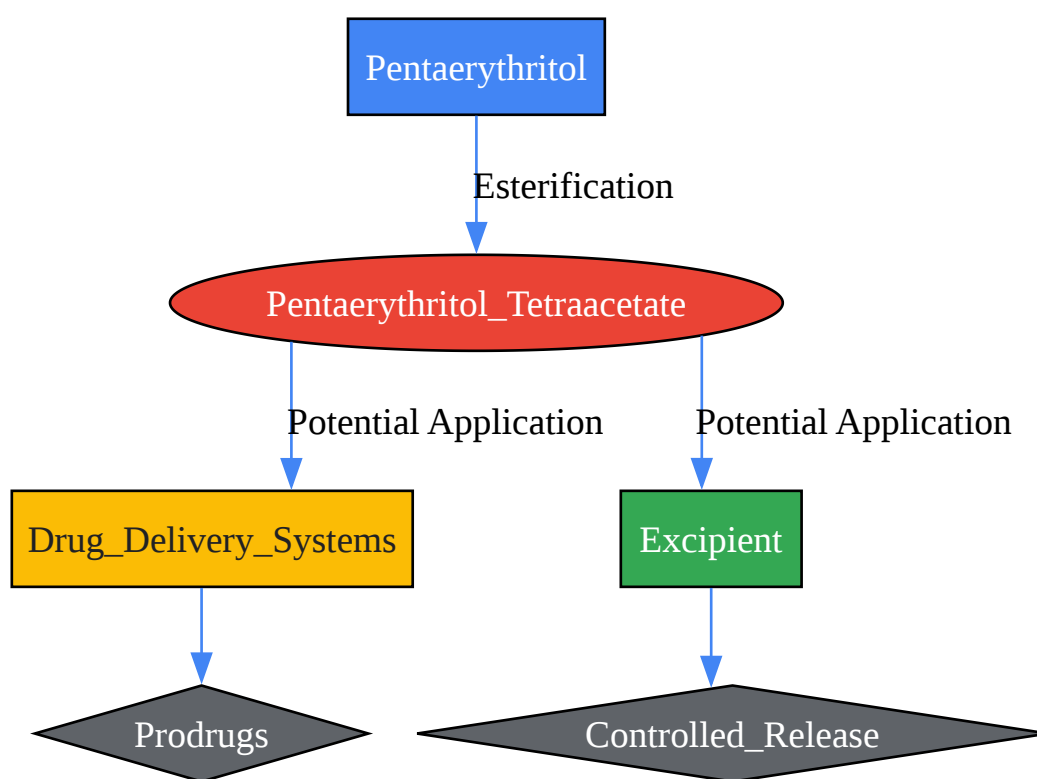 Pentaerythritol
Esterification
Pentaerythritol_Tetraacetate
Potential Application
Potential Application
Drug_Delivery_Systems
Excipient
Prodrugs
Controlled_Release